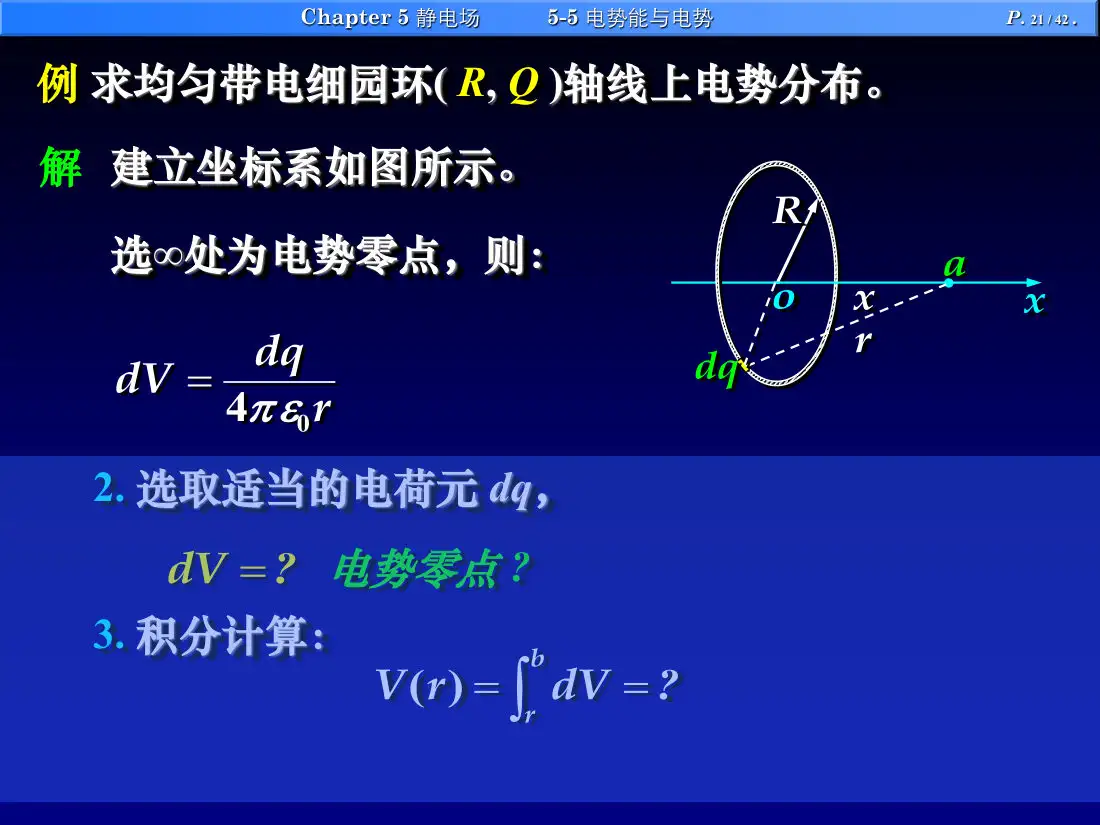 Chapter 5 静电场 5-5 电势能与电势 P. 21 / 42 .
例 求均匀带电细园环( R, Q )轴线上电势分布。
解 建立坐标系如图所示。
选∞处为电势零点，则：
dV = dq / 4πε₀r
R
a
o
x
x
r
dq
2. 选取适当的电荷元 dq，
dV = ? 电势零点？
3. 积分计算：
V(r) = ∫_r^b dV = ?